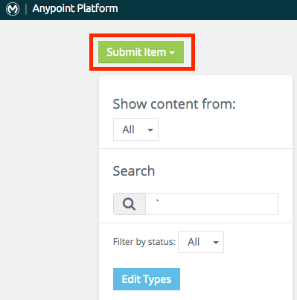 Anypoint Platform
Submit Item
Show content from:
All
Search
`
Filter by status: All
Edit Types